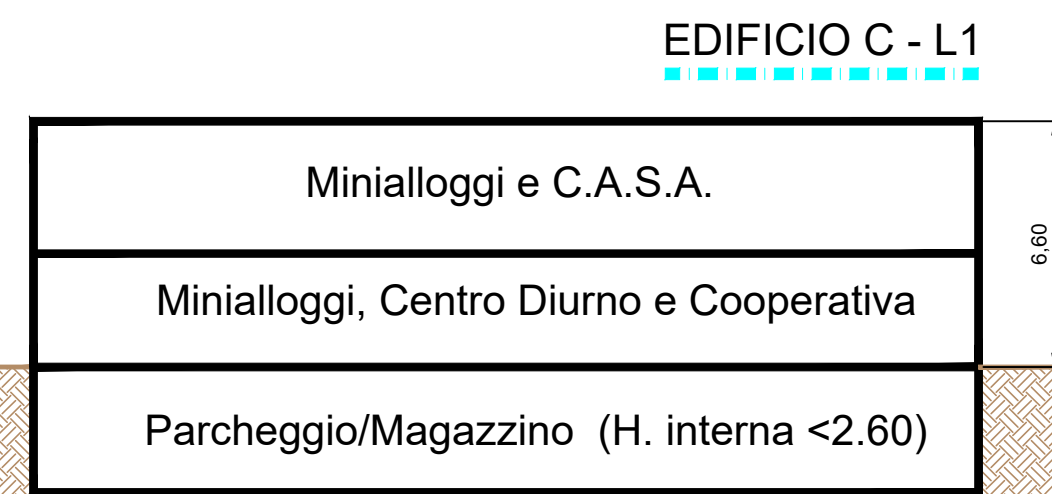 EDIFICIO C - L1
Minialloggi e C.A.S.A.
6,60
Minialloggi, Centro Diurno e Cooperativa
Parcheggio/Magazzino (H. interna <2.60)